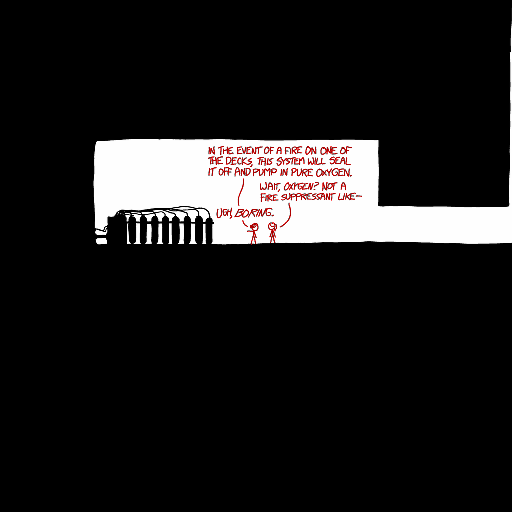 IN THE EVENT OF A FIRE ON ONE OF
THE DECKS, THIS SYSTEM WILL SEAL
IT OFF AND PUMP IN PURE OXYGEN.
WAIT, OXYGEN? NOT A
FIRE SUPPRESSANT LIKE—
UGH, BORING.